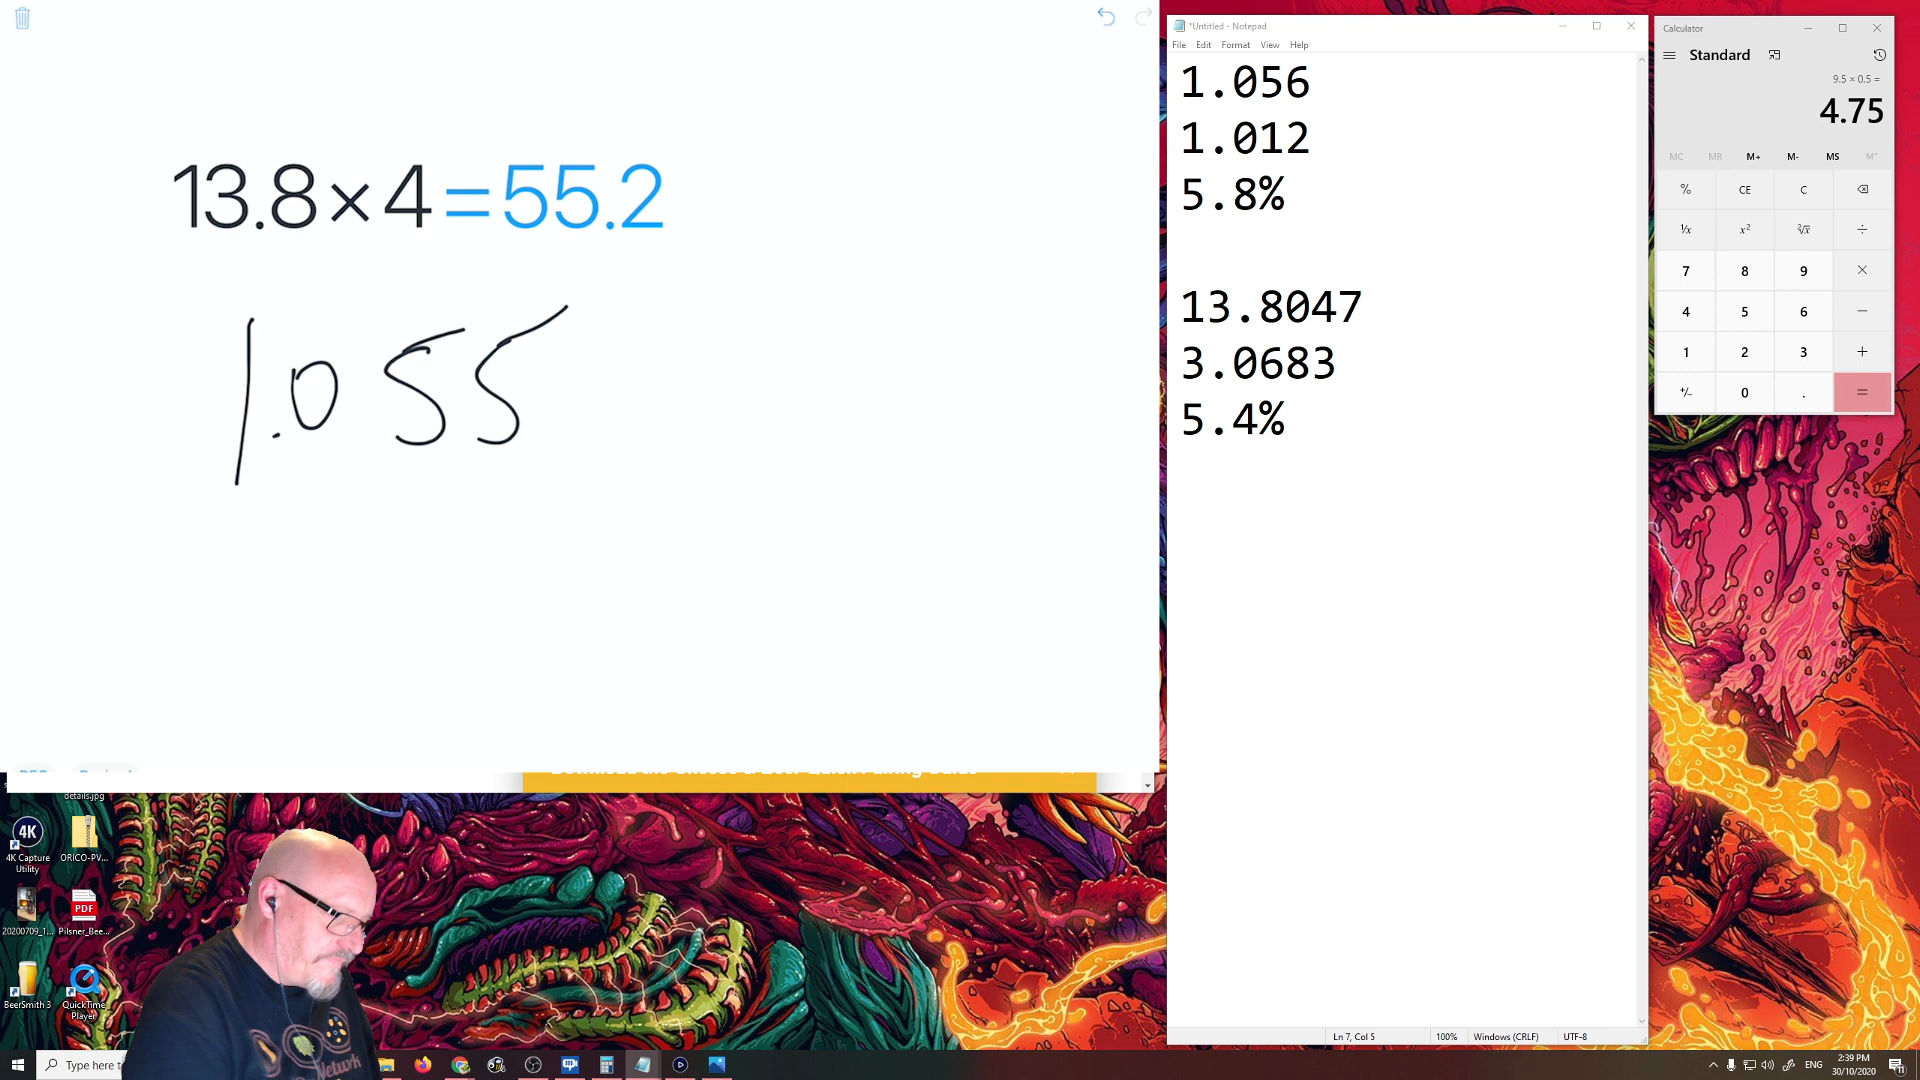 13.8×4=55.2
1.055
*Untitled - Notepad
File Edit Format View Help
1.056
1.012
5.8%
13.8047
3.0683
5.4%
Ln 7, Col 5 100% Windows (CRLF) UTF-8
Calculator
Standard
9.5 × 0.5 =
4.75
MC MR M+ M- MS M˅
% CE C
¹/x x² ²√x ÷
7 8 9 ×
4 5 6 −
1 2 3 +
+/− 0 . =
details.jpg
4K
4K Capture Utility
ORICO-PV...
20200709_1...
PDF
Pilsner_Bee...
BeerSmith 3
QuickTime Player
Type here t
ENG
2:39 PM
30/10/2020